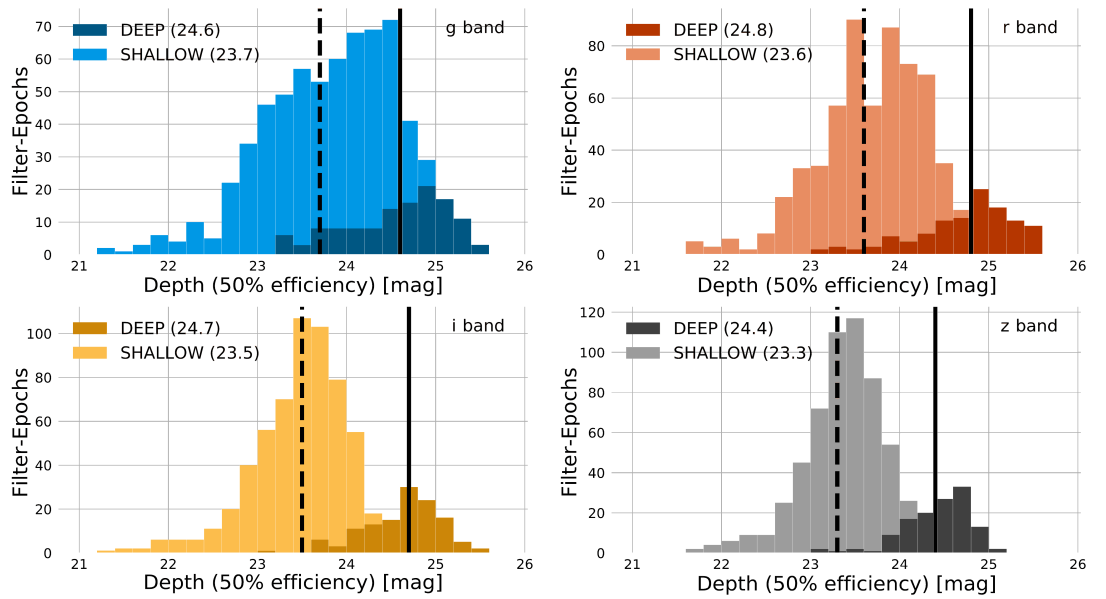 DEEP (24.6)
SHALLOW (23.7)
g band
Filter-Epochs
70
60
50
40
30
20
10
0
21 22 23 24 25 26
Depth (50% efficiency) [mag]
DEEP (24.8)
SHALLOW (23.6)
r band
Filter-Epochs
80
60
40
20
0
21 22 23 24 25 26
Depth (50% efficiency) [mag]
DEEP (24.7)
SHALLOW (23.5)
i band
Filter-Epochs
100
80
60
40
20
0
21 22 23 24 25 26
Depth (50% efficiency) [mag]
DEEP (24.4)
SHALLOW (23.3)
z band
Filter-Epochs
120
100
80
60
40
20
0
21 22 23 24 25 26
Depth (50% efficiency) [mag]